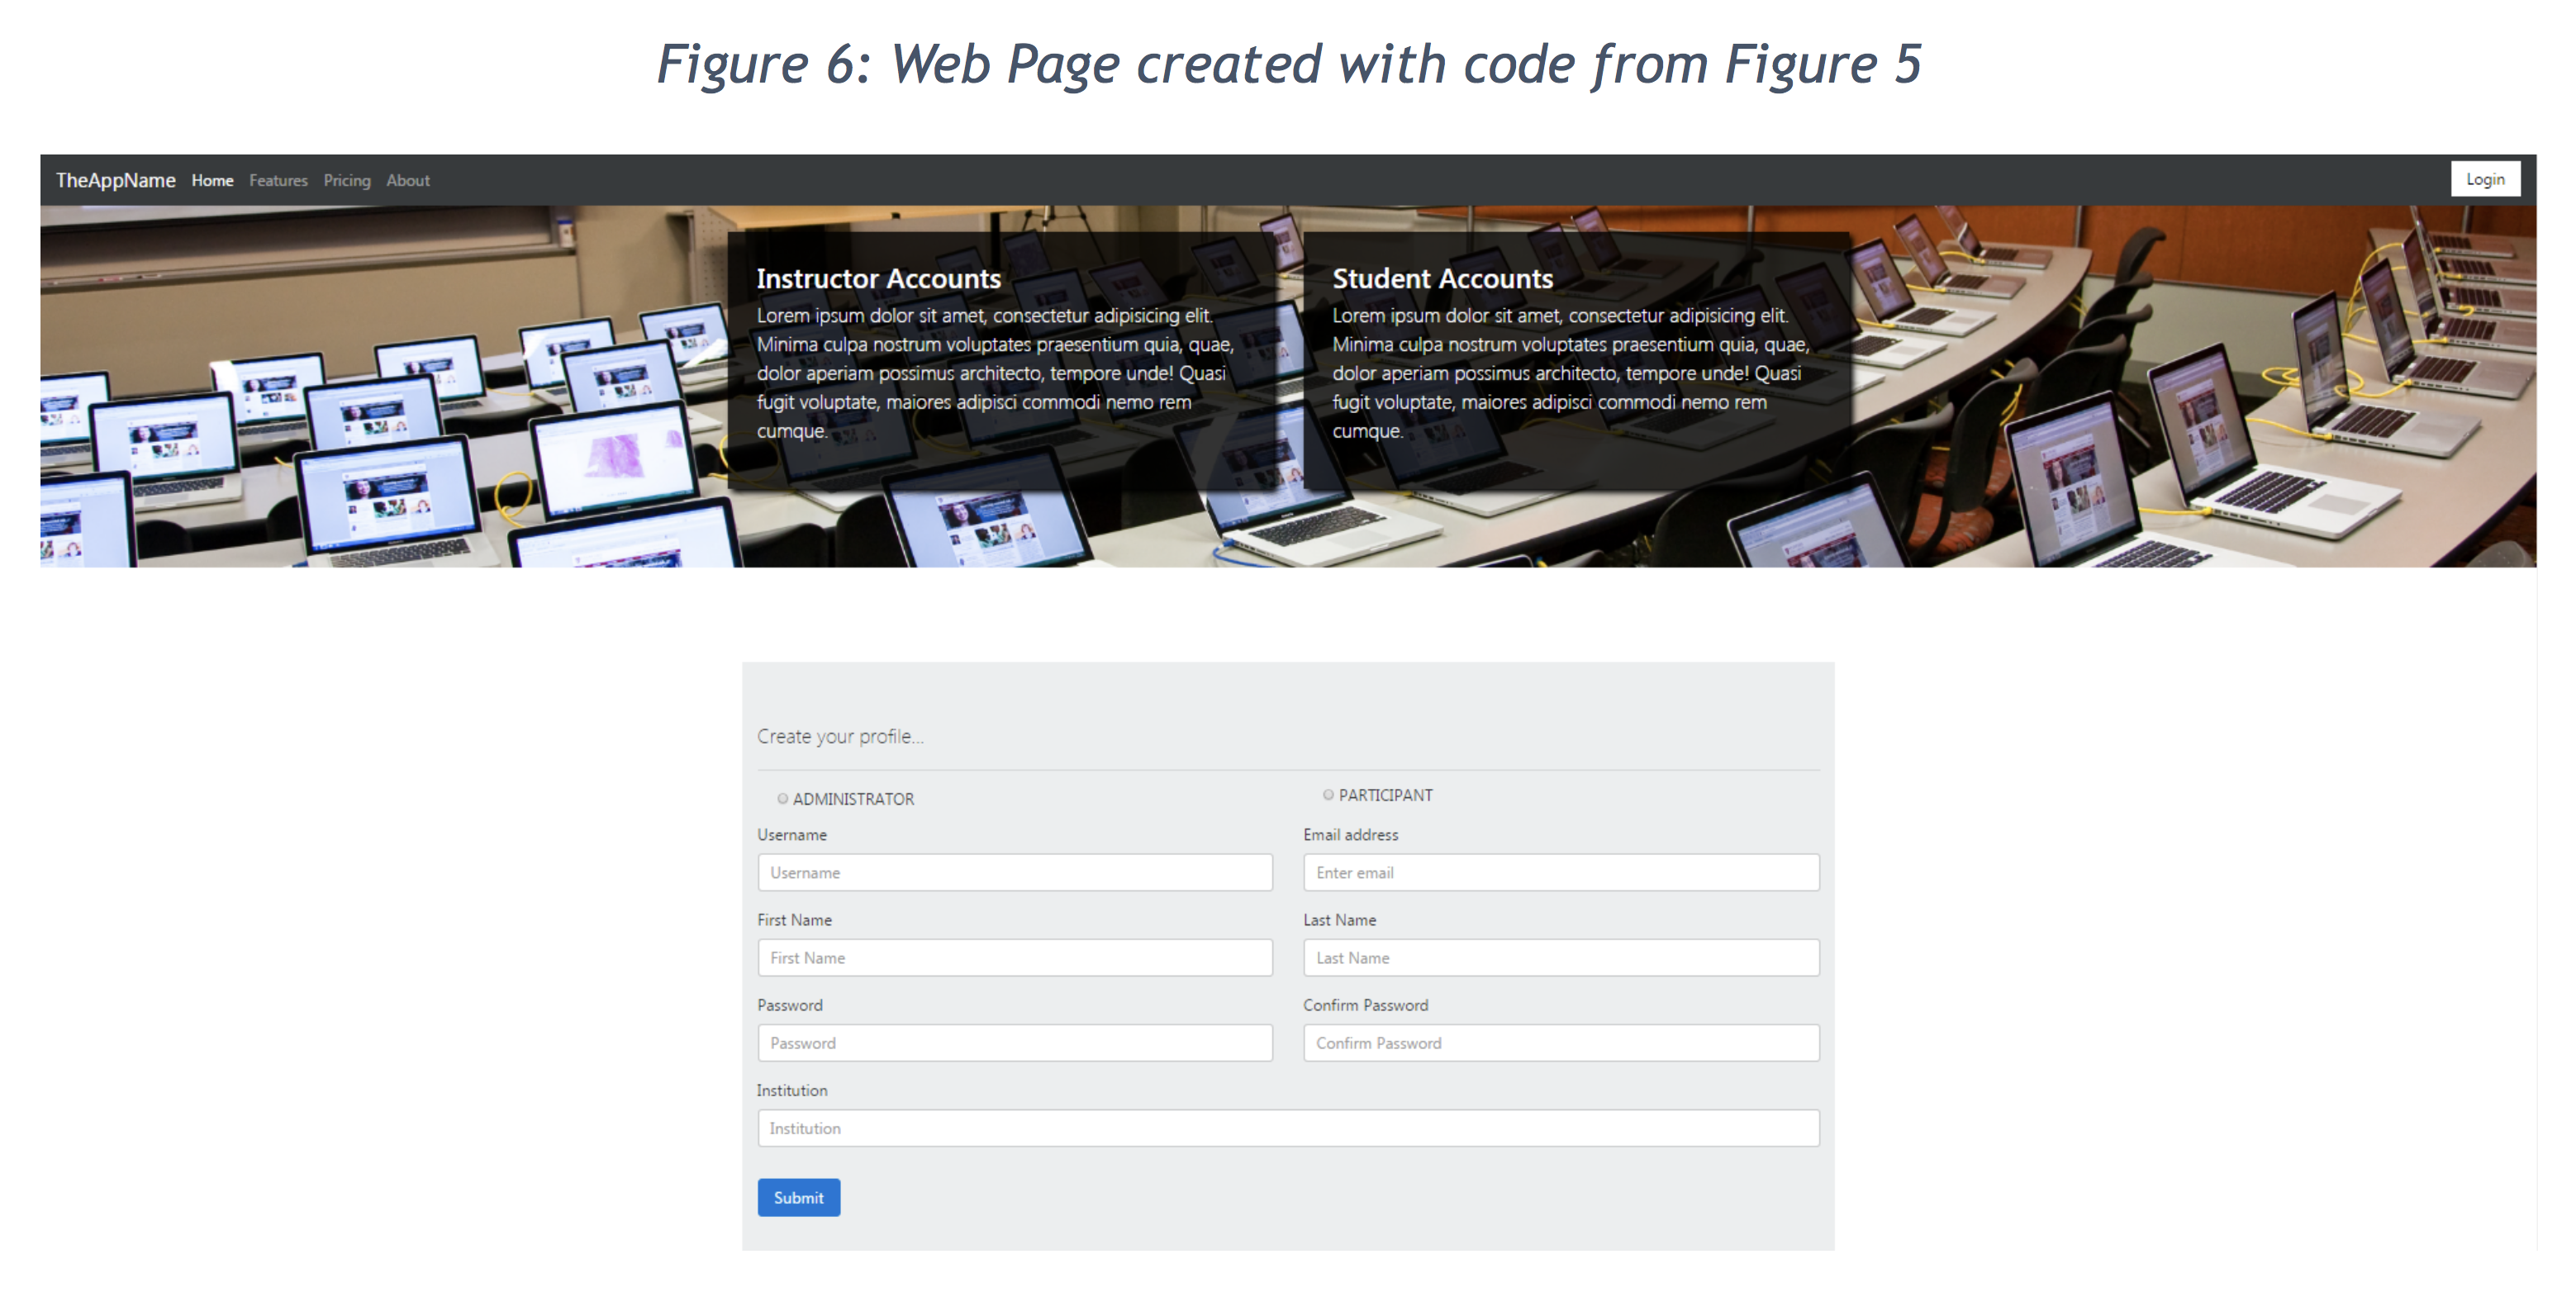 Figure 6: Web Page created with code from Figure 5
TheAppName Home Features Pricing About Login
Instructor Accounts
Lorem ipsum dolor sit amet, consectetur adipisicing elit.
Minima culpa nostrum voluptates praesentium quia, quae,
dolor aperiam possimus architecto, tempore unde! Quasi
fugit voluptate, maiores adipisci commodi nemo rem
cumque.
Student Accounts
Lorem ipsum dolor sit amet, consectetur adipisicing elit.
Minima culpa nostrum voluptates praesentium quia, quae,
dolor aperiam possimus architecto, tempore unde! Quasi
fugit voluptate, maiores adipisci commodi nemo rem
cumque.
Create your profile...
ADMINISTRATOR PARTICIPANT
Username Email address
Username Enter email
First Name Last Name
First Name Last Name
Password Confirm Password
Password Confirm Password
Institution
Institution
Submit